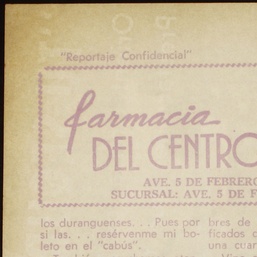 "Reportaje Confidencial"
farmacia
DEL CENTRO
AVE. 5 DE FEBRERO
SUCURSAL: AVE. 5 DE F
los duranguenses. . . Pues por
si las. . . resérvenme mi bo-
leto en el "cabús".
bres de
ficados
una cuar